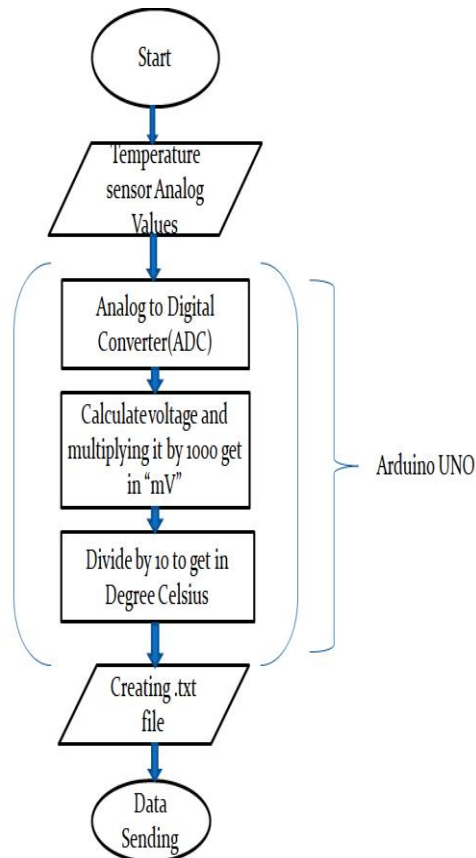 Start
Temperature
sensor Analog
Values
Analog to Digital
Converter(ADC)
Calculate voltage and
multiplying it by 1000 get
in “mV”
Arduino UNO
Divide by 10 to get in
Degree Celsius
Creating .txt
file
Data
Sending